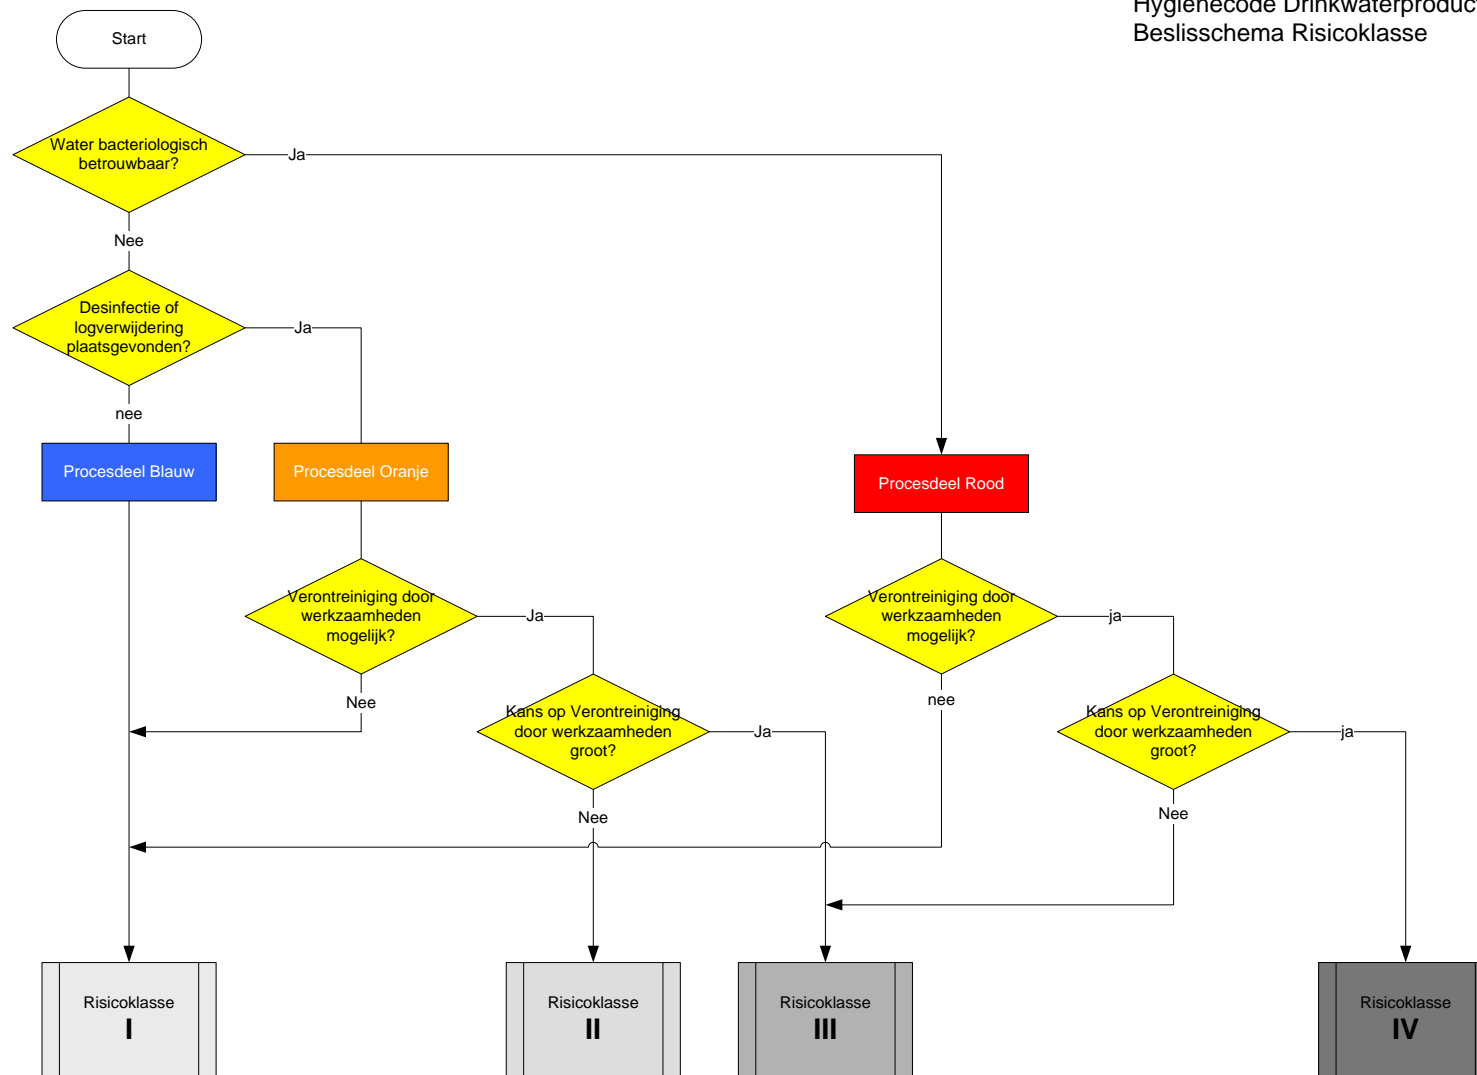 Hygiënecode Drinkwaterproduct
Beslisschema Risicoklasse
Start
Water bacteriologisch
betrouwbaar?
Ja
Nee
Desinfectie of
logverwijdering
plaatsgevonden?
Ja
nee
Procesdeel Blauw
Procesdeel Oranje
Procesdeel Rood
Verontreiniging door
werkzaamheden
mogelijk?
Ja
Nee
Verontreiniging door
werkzaamheden
mogelijk?
ja
nee
Kans op Verontreiniging
door werkzaamheden
groot?
Ja
Nee
Kans op Verontreiniging
door werkzaamheden
groot?
ja
Nee
Risicoklasse
I
Risicoklasse
II
Risicoklasse
III
Risicoklasse
IV